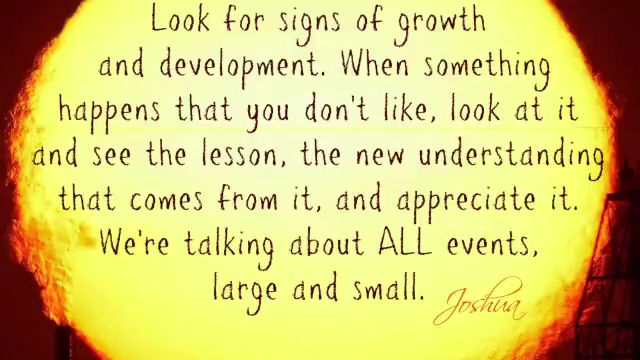 Look for signs of growth
and development. When something
happens that you don't like, look at it
and see the lesson, the new understanding
that comes from it, and appreciate it.
We're talking about ALL events,
large and small.
Joshua